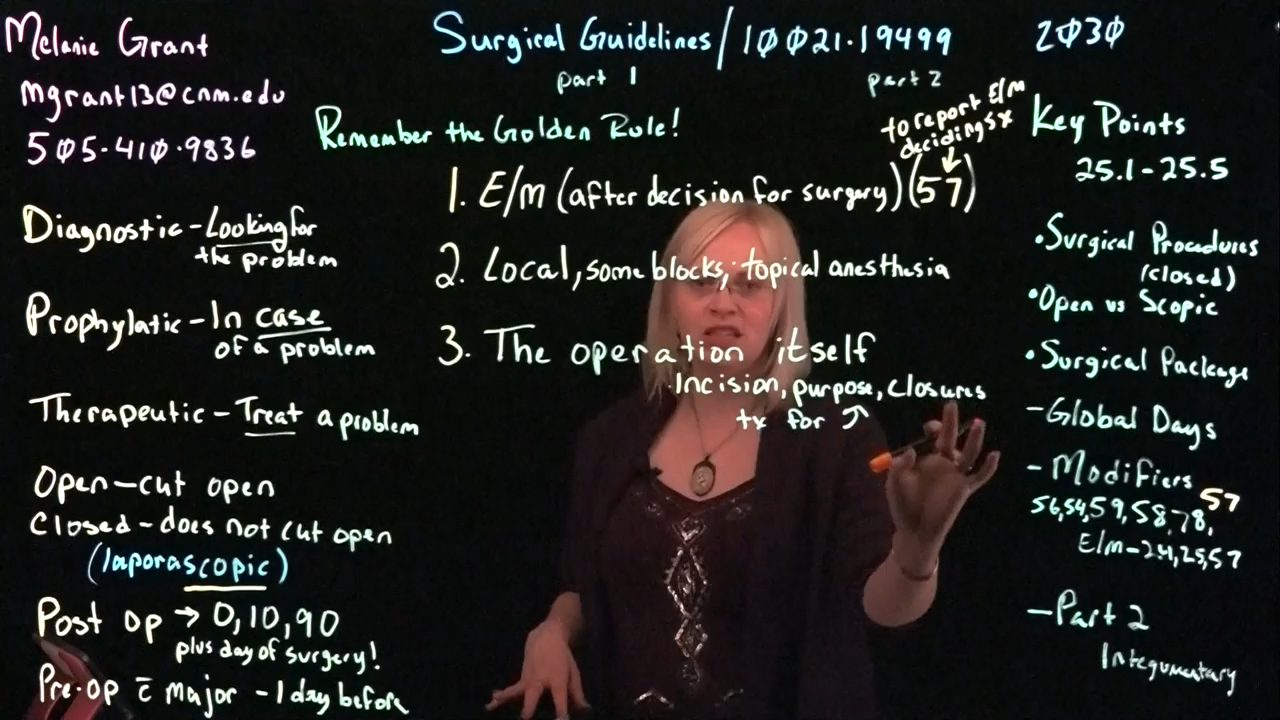 Melanie Grant
mgrant13@cnm.edu
505-410-9836
Surgical Guidelines/10021-19499
part 1 part 2
2030
Remember the Golden Rule!
to report E/M
deciding sx
1. E/M (after decision for surgery) (57)
2. Local, some blocks, topical anesthesia
3. The operation itself
Incision, purpose, closures
tx for
Diagnostic - Looking for
the problem
Prophylatic - In case
of a problem
Therapeutic - Treat a problem
Open - cut open
Closed - does not cut open
(laporascopic)
Post op → 0, 10, 90
plus day of surgery!
Pre-op c̄ major - 1 day before
Key Points
25.1 - 25.5
• Surgical Procedures
(closed)
• Open vs Scopic
• Surgical Package
- Global Days
- Modifiers
56, 54, 59, 58, 78, 57
E/M - 24, 25, 57
- Part 2
Integumentary